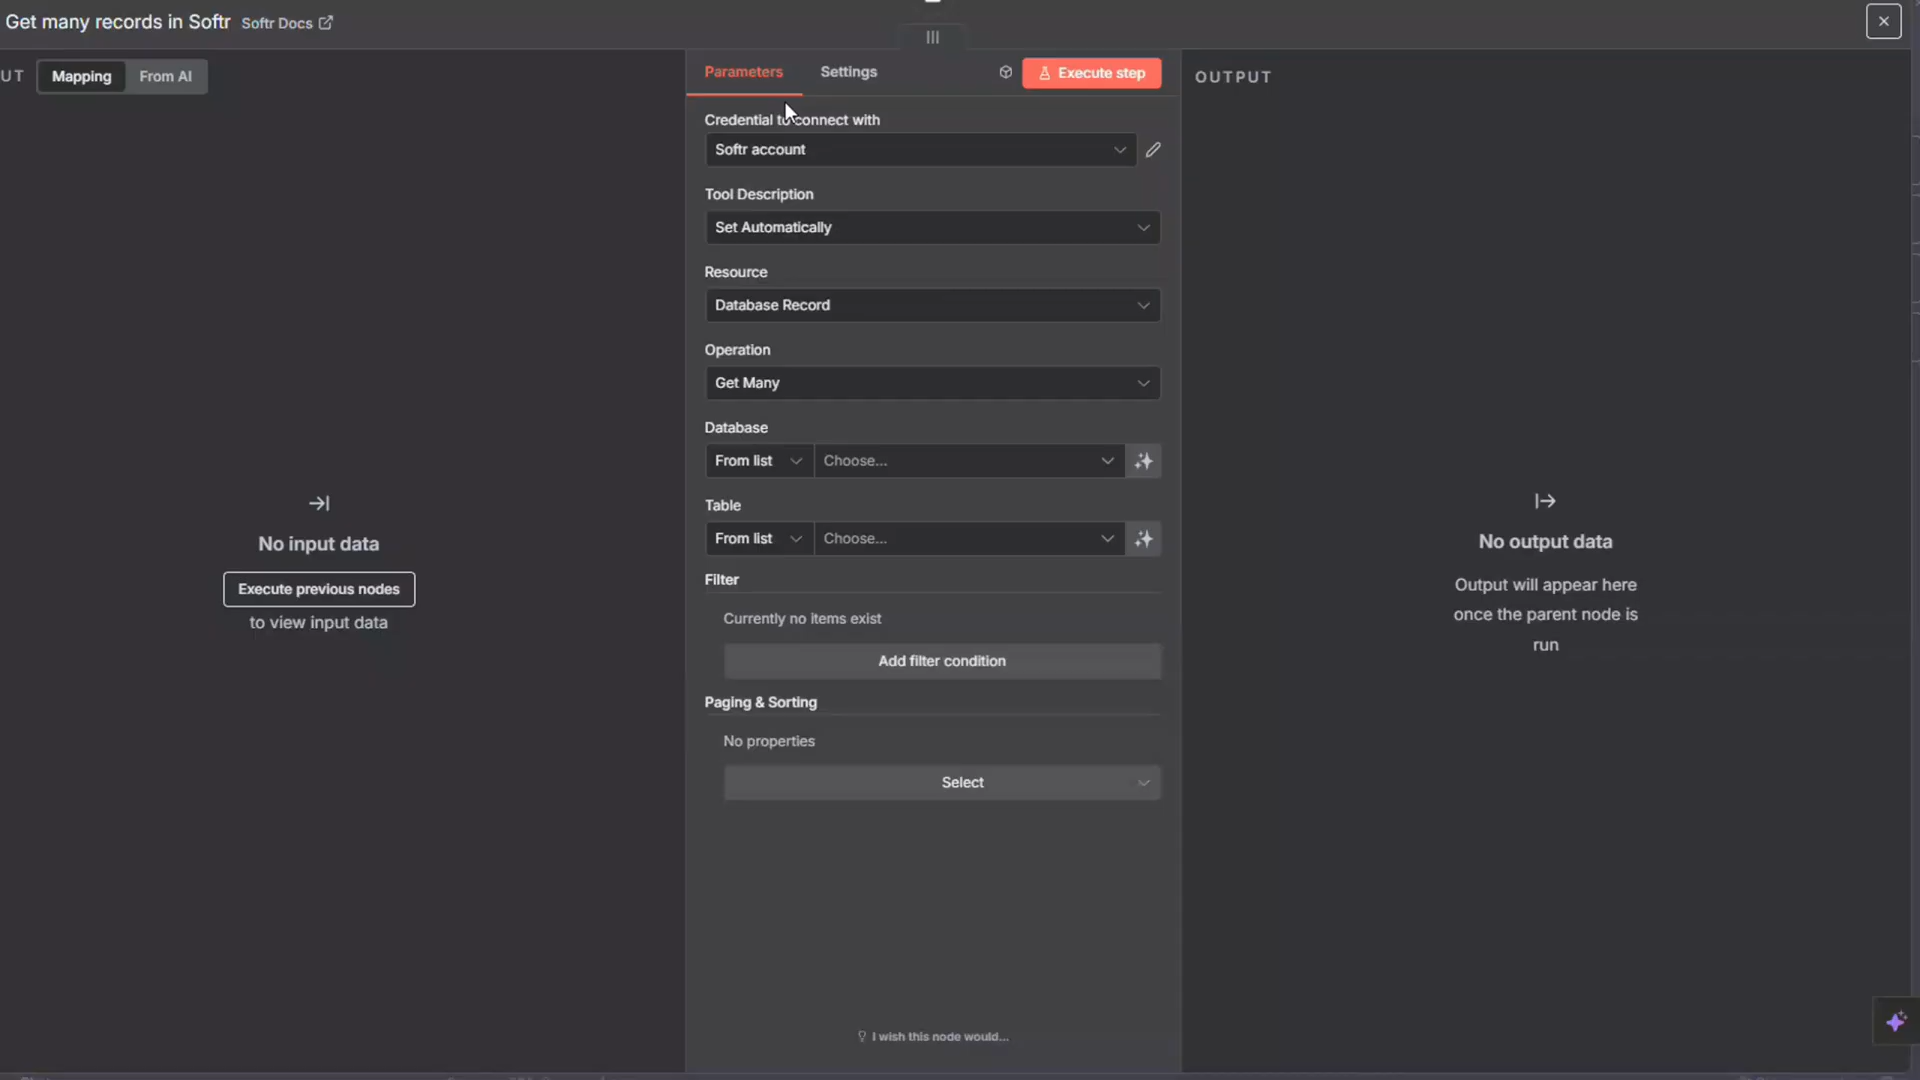 Get many records in Softr
Softr Docs
UT
Mapping
From AI
Parameters
Settings
Execute step
OUTPUT
Credential to connect with
Softr account
Tool Description
Set Automatically
Resource
Database Record
Operation
Get Many
Database
From list
Choose...
Table
From list
Choose...
Filter
Currently no items exist
Add filter condition
Paging & Sorting
No properties
Select
No input data
Execute previous nodes
to view input data
No output data
Output will appear here
once the parent node is
run
I wish this node would...